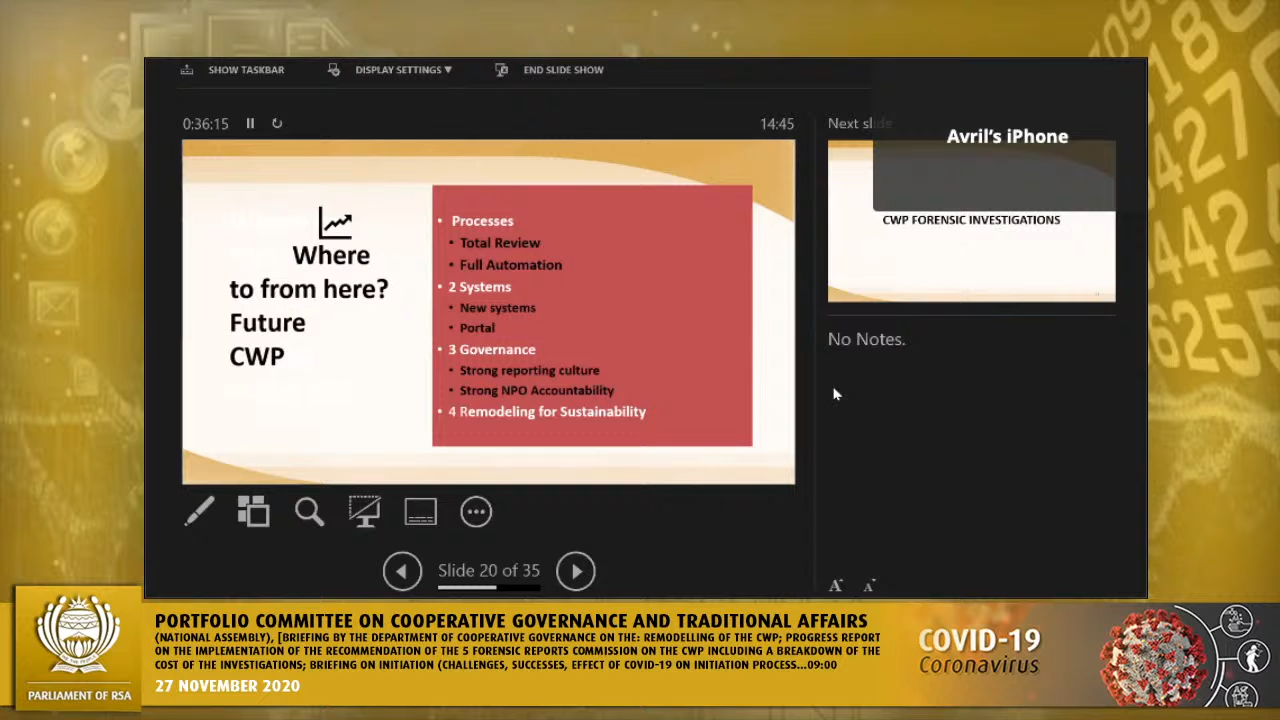 SHOW TASKBAR
DISPLAY SETTINGS ▼
END SLIDE SHOW
0:36:15
14:45
Next slide
Avril's iPhone
Where
to from here?
Future
CWP
• Processes
• Total Review
• Full Automation
• 2 Systems
• New systems
• Portal
• 3 Governance
• Strong reporting culture
• Strong NPO Accountability
• 4 Remodeling for Sustainability
CWP FORENSIC INVESTIGATIONS
No Notes.
Slide 20 of 35
A A
PARLIAMENT OF RSA
PORTFOLIO COMMITTEE ON COOPERATIVE GOVERNANCE AND TRADITIONAL AFFAIRS
(NATIONAL ASSEMBLY), [BRIEFING BY THE DEPARTMENT OF COOPERATIVE GOVERNANCE ON THE: REMODELLING OF THE CWP; PROGRESS REPORT
ON THE IMPLEMENTATION OF THE RECOMMENDATION OF THE 5 FORENSIC REPORTS COMMISSION ON THE CWP INCLUDING A BREAKDOWN OF THE
COST OF THE INVESTIGATIONS; BRIEFING ON INITIATION (CHALLENGES, SUCCESSES, EFFECT OF COVID-19 ON INITIATION PROCESS...09:00
27 NOVEMBER 2020
COVID-19
Coronavirus